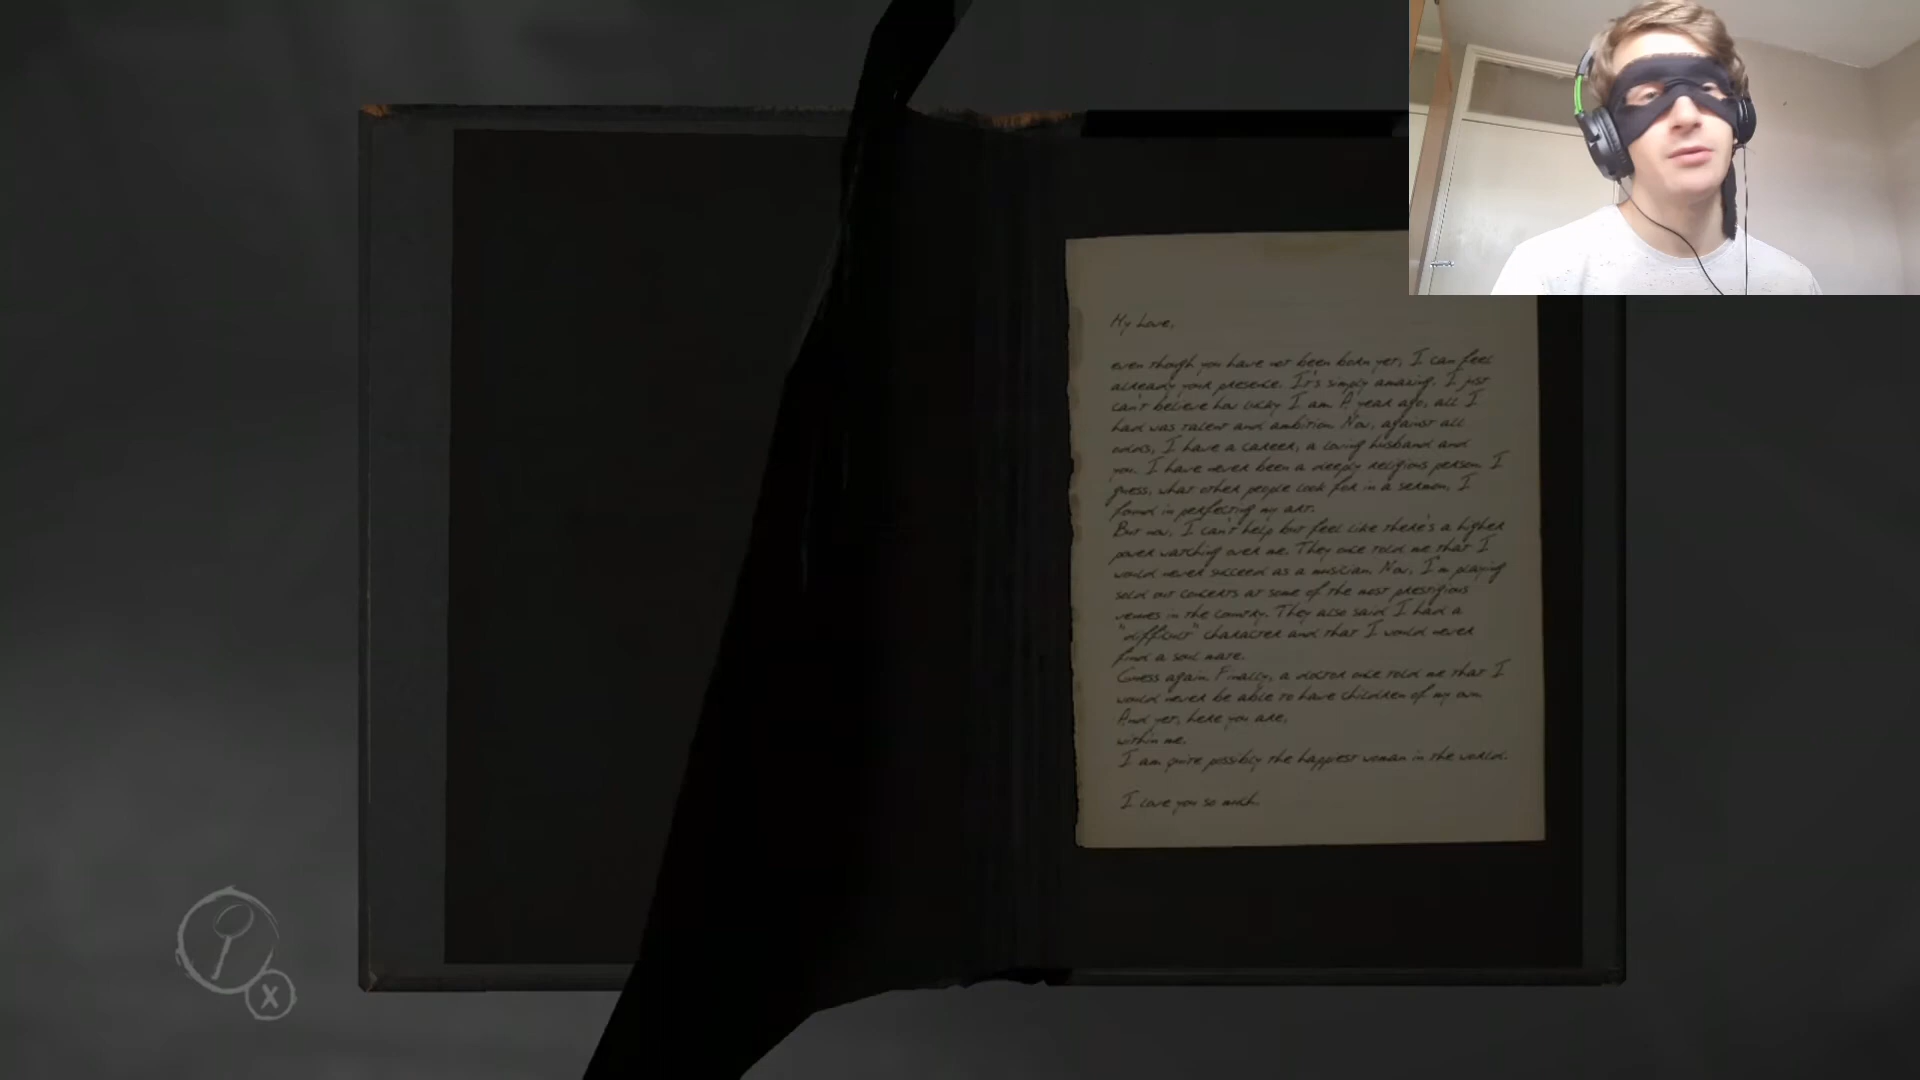 My Love,
even though you have not been born yet, I can feel
already your presence. It's simply amazing. I just
can't believe how lucky I am. A year ago, all I
had was talent and ambition. Now, against all
odds, I have a career, a loving husband and
you. I have never been a deeply religious person. I
guess, what other people look for in a sermon, I
found in perfecting my art.
But now, I can't help but feel like there's a higher
power watching over me. They once told me that I
would never succeed as a musician. Now, I'm playing
sold out concerts at some of the most prestigious
venues in the country. They also said I had a
"difficult" character and that I would never
find a soul mate.
Guess again. Finally, a doctor once told me that I
would never be able to have children of my own.
And yet, here you are,
within me.
I am quite possibly the happiest woman in the world.
I love you so much.
X